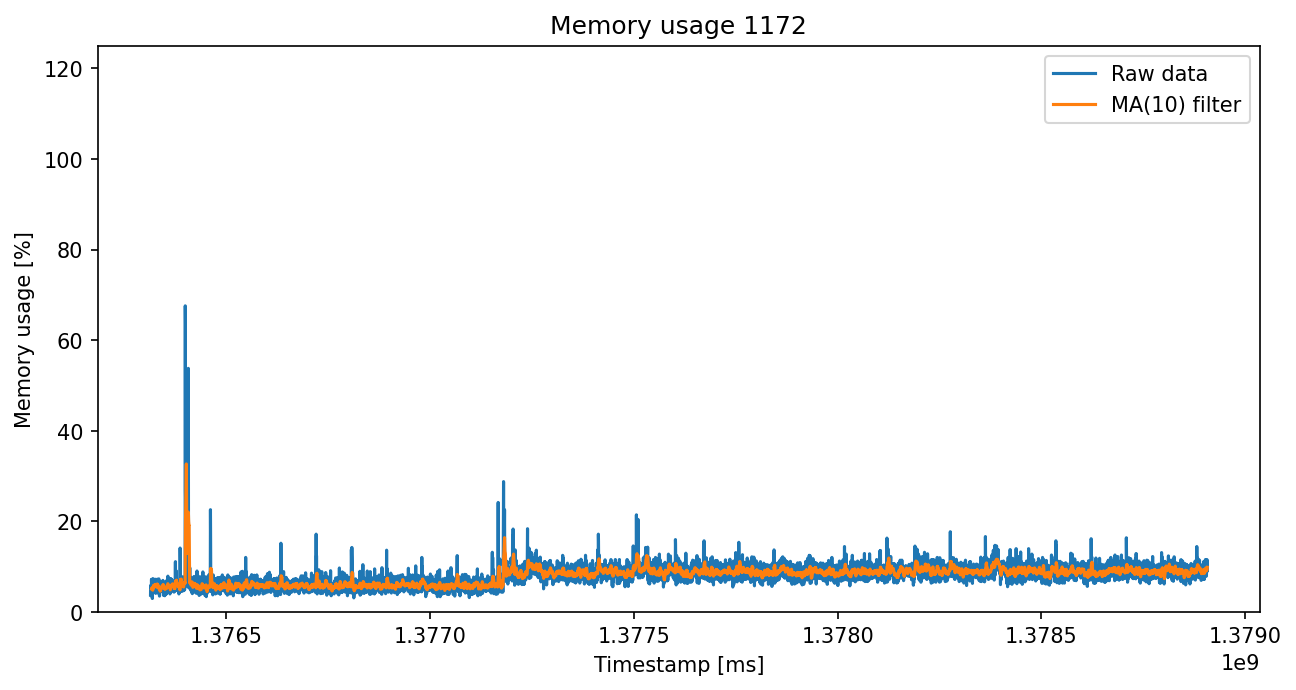 Memory usage 1172
Raw data
MA(10) filter
Memory usage [%]
120
100
80
60
40
20
0
1.3765 1.3770 1.3775 1.3780 1.3785 1.3790
1e9
Timestamp [ms]